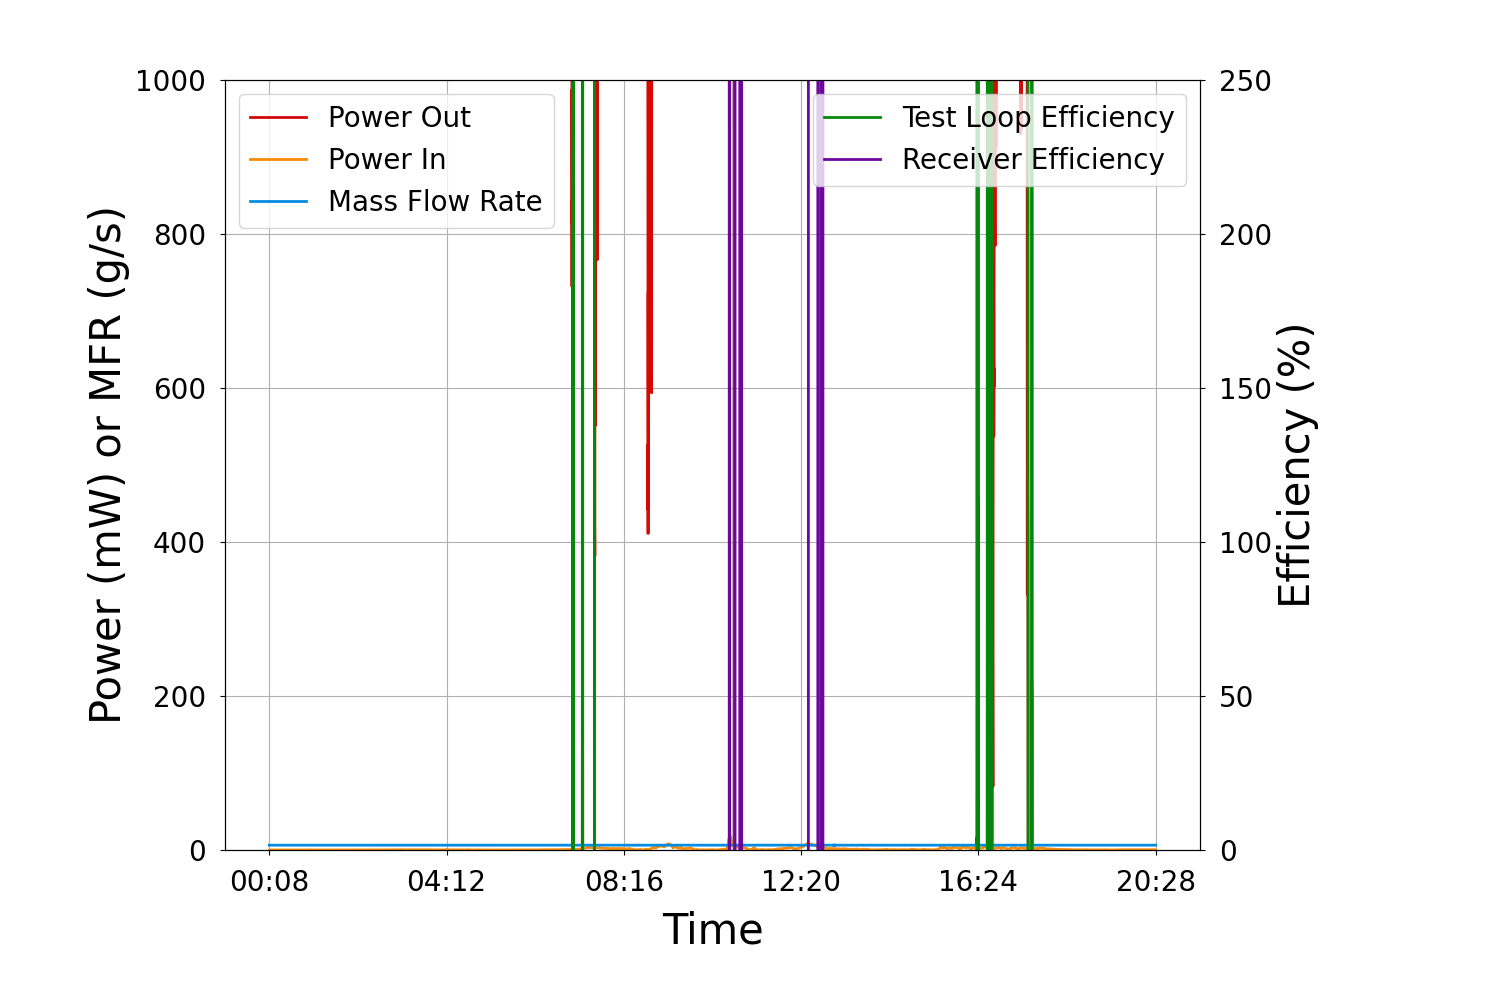 1000
800
600
400
200
0
Power (mW) or MFR (g/s)
Power Out
Power In
Mass Flow Rate
Test Loop Efficiency
Receiver Efficiency
250
200
150
100
50
0
Efficiency (%)
00:08 04:12 08:16 12:20 16:24 20:28
Time